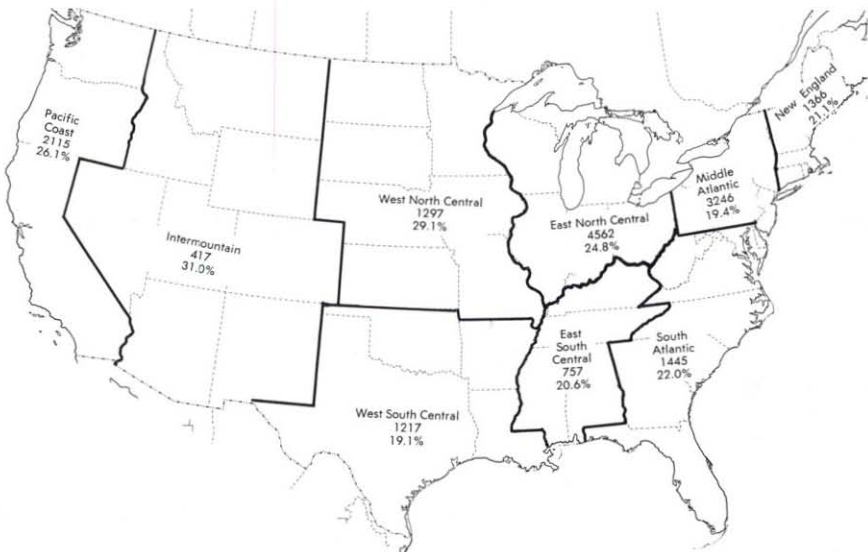 Pacific
Coast
2115
26.1%
Intermountain
417
31.0%
West North Central
1297
29.1%
West South Central
1217
19.1%
East North Central
4562
24.8%
East
South
Central
757
20.6%
South
Atlantic
1445
22.0%
Middle
Atlantic
3246
19.4%
New England
1366
21.1%